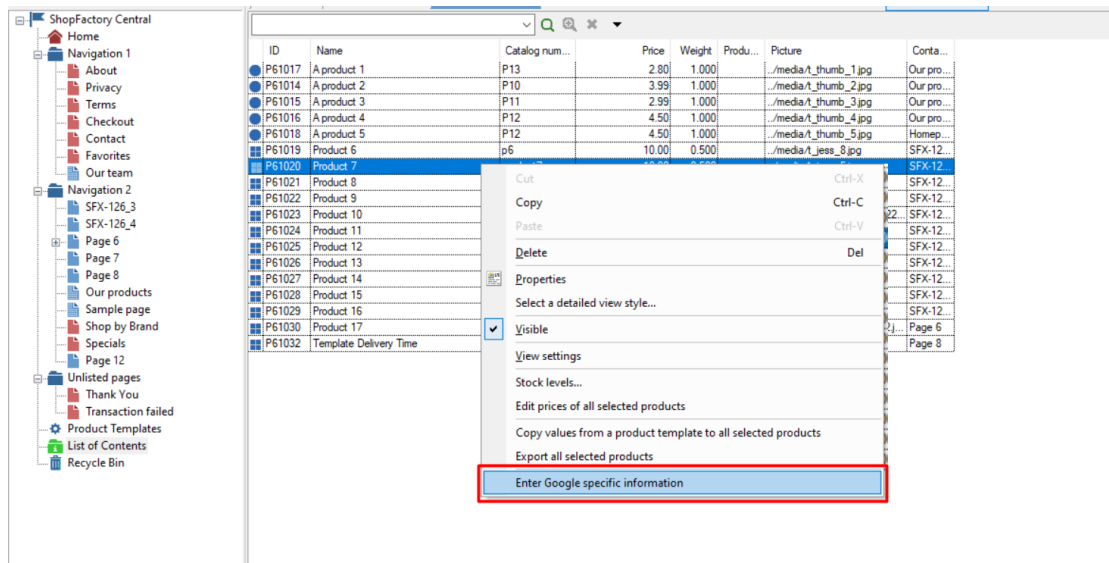 ShopFactory Central
Home
Navigation 1
About
Privacy
Terms
Checkout
Contact
Favorites
Our team
Navigation 2
SFX-126_3
SFX-126_4
Page 6
Page 7
Page 8
Our products
Sample page
Shop by Brand
Specials
Page 12
Unlisted pages
Thank You
Transaction failed
Product Templates
List of Contents
Recycle Bin
ID Name Catalog num... Price Weight Produ... Picture Conta...
P61017 A product 1 P13 2.80 1.000 ../media/t_thumb_1.jpg Our pro...
P61014 A product 2 P10 3.99 1.000 ../media/t_thumb_2.jpg Our pro...
P61015 A product 3 P11 2.99 1.000 ../media/t_thumb_3.jpg Our pro...
P61016 A product 4 P12 4.50 1.000 ../media/t_thumb_4.jpg Our pro...
P61018 A product 5 P12 4.50 1.000 ../media/t_thumb_5.jpg Homep...
P61019 Product 6 p6 10.00 0.500 ../media/t_jess_8.jpg SFX-12...
P61020 Product 7 SFX-12...
P61021 Product 8 SFX-12...
P61022 Product 9 SFX-12...
P61023 Product 10 22... SFX-12...
P61024 Product 11 SFX-12...
P61025 Product 12 SFX-12...
P61026 Product 13 SFX-12...
P61027 Product 14 SFX-12...
P61028 Product 15 SFX-12...
P61029 Product 16 SFX-12...
P61030 Product 17 Page 6
P61032 Template Delivery Time Page 8
Cut Ctrl-X
Copy Ctrl-C
Paste Ctrl-V
Delete Del
Properties
Select a detailed view style...
Visible
View settings
Stock levels...
Edit prices of all selected products
Copy values from a product template to all selected products
Export all selected products
Enter Google specific information